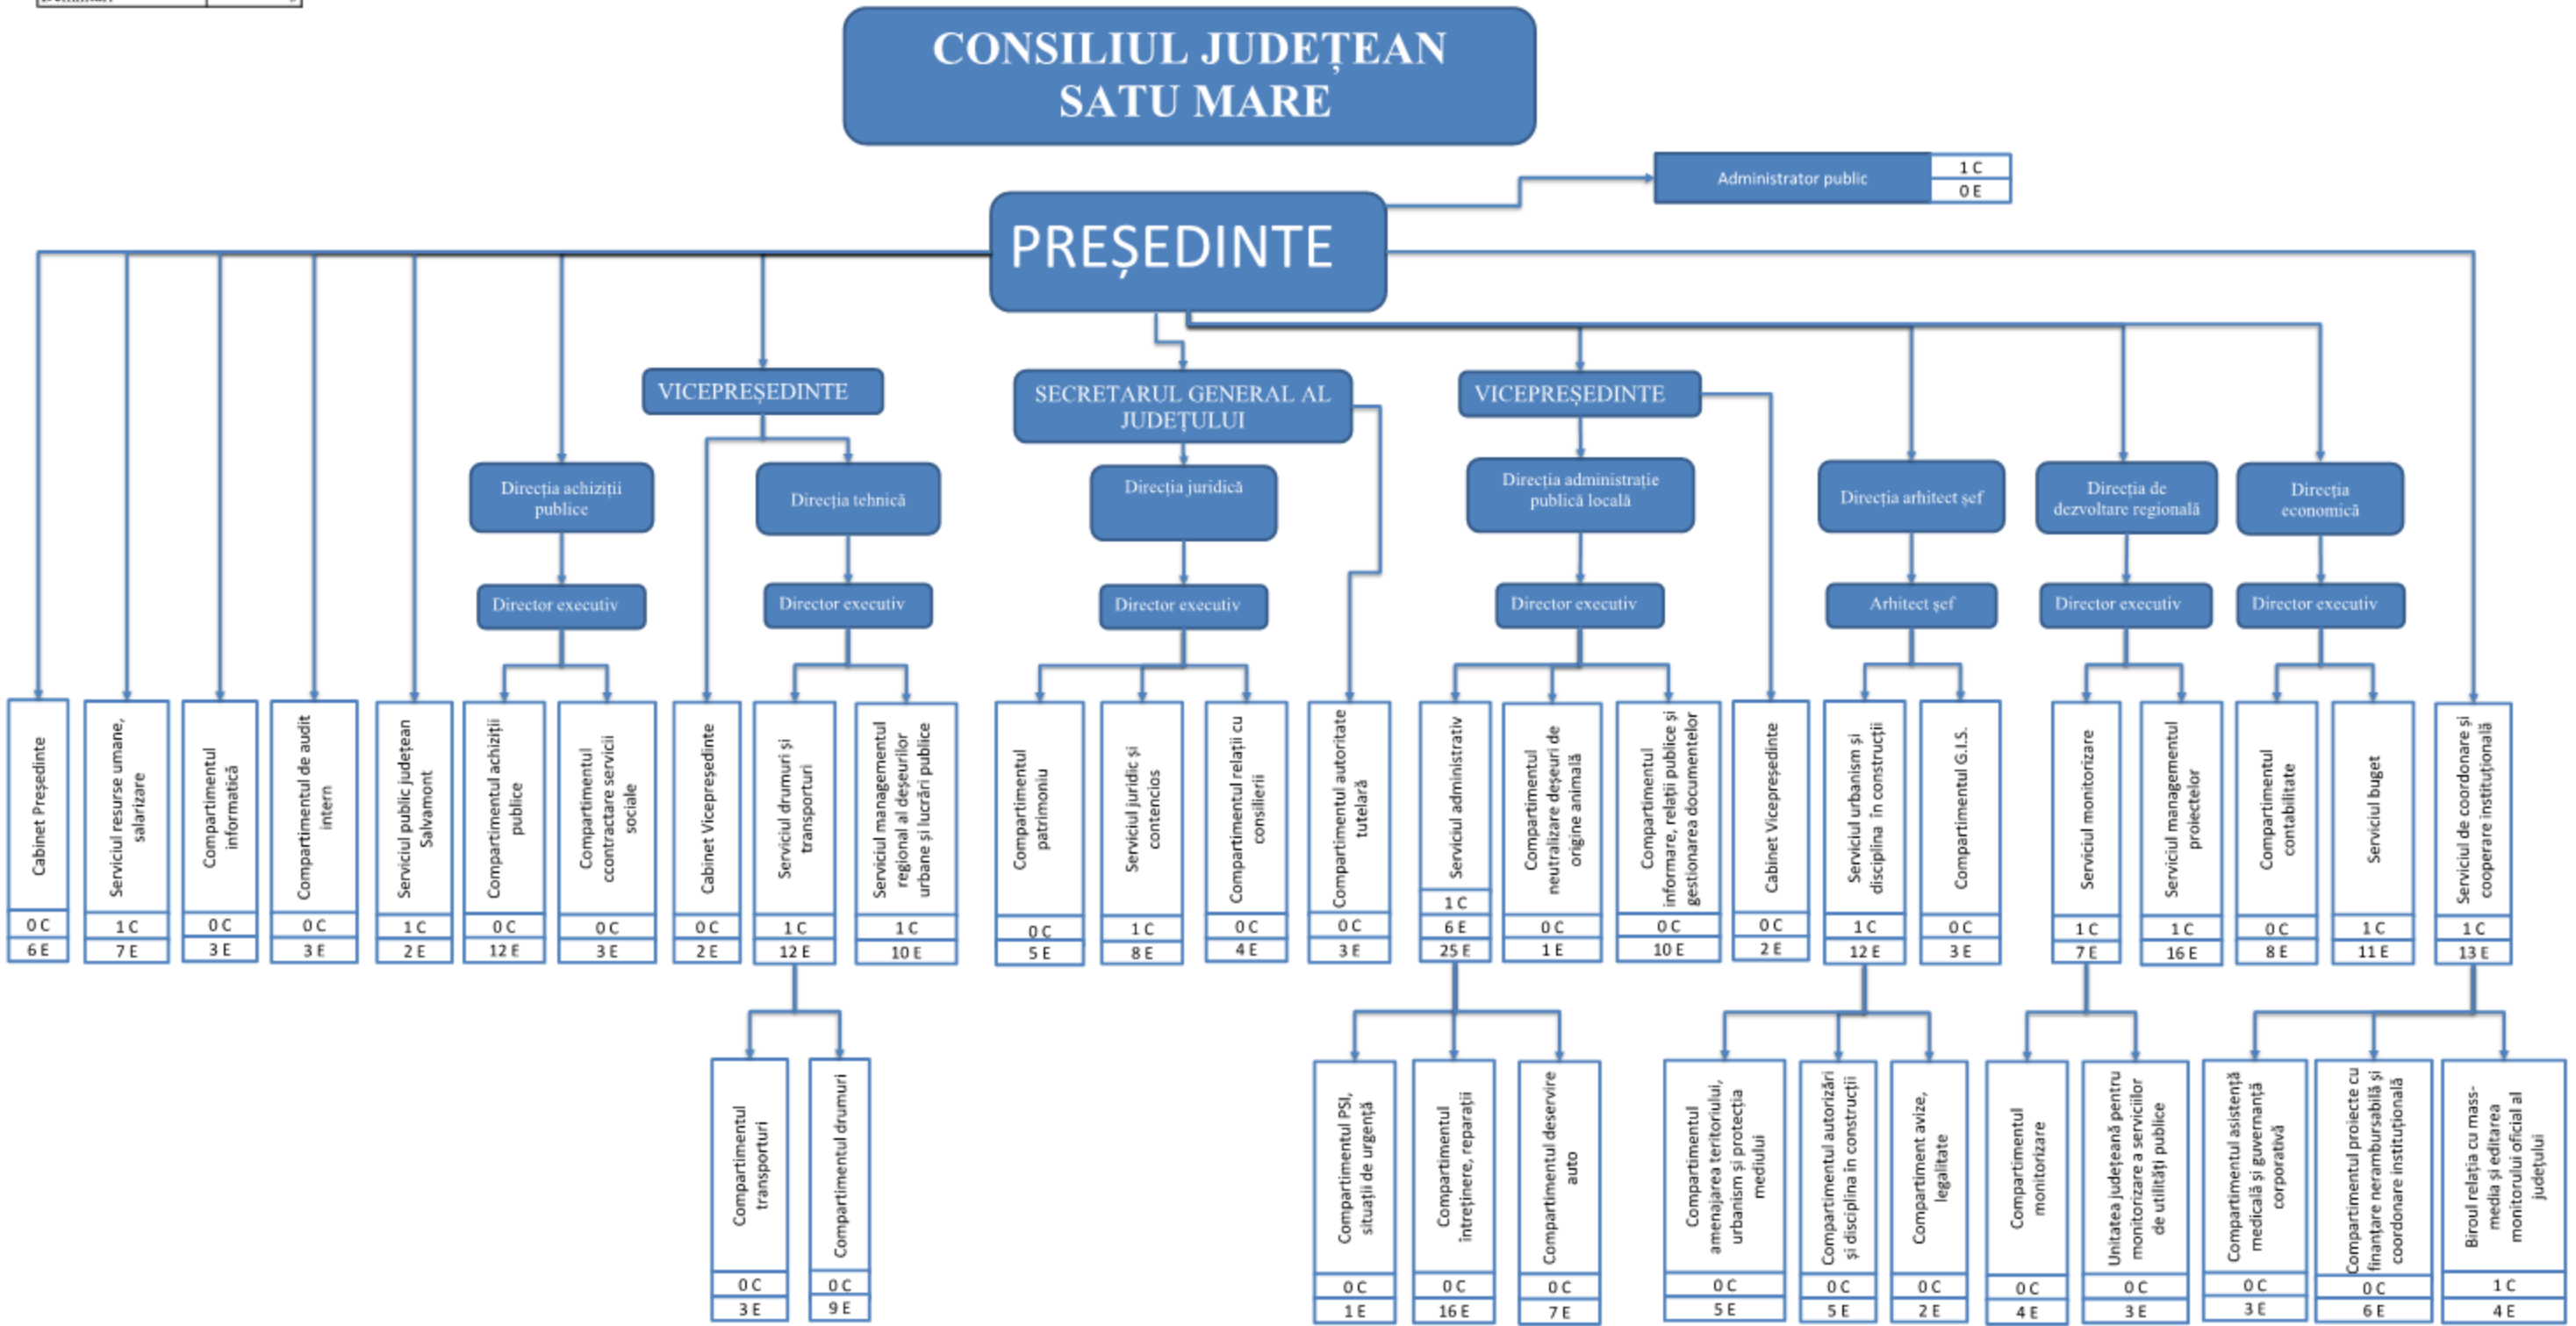 CONSILIUL JUDEȚEAN
SATU MARE
Administrator public
1 C
0 E
PREȘEDINTE
VICEPREȘEDINTE
SECRETARUL GENERAL AL
JUDEȚULUI
VICEPREȘEDINTE
Direcția achiziții
publice
Direcția tehnică
Direcția juridică
Direcția administrație
publică locală
Direcția arhitect șef
Direcția de
dezvoltare regională
Direcția
economică
Director executiv
Director executiv
Director executiv
Director executiv
Arhitect șef
Director executiv
Director executiv
Cabinet Președinte
0 C
6 E
Serviciul resurse umane,
salarizare
1 C
7 E
Compartimentul
informatică
0 C
3 E
Compartimentul de audit
intern
0 C
3 E
Serviciul public județean
Salvamont
1 C
2 E
Compartimentul achiziții
publice
0 C
12 E
Compartimentul
ccontractare servicii
sociale
0 C
3 E
Cabinet Vicepreședinte
0 C
2 E
Serviciul drumuri și
transporturi
1 C
12 E
Serviciul managementul
regional al deșeurilor
urbane și lucrări publice
1 C
10 E
Compartimentul
patrimoniu
0 C
5 E
Serviciul juridic și
contencios
1 C
8 E
Compartimentul relații cu
consilierii
0 C
4 E
Compartimentul autoritate
tutelară
0 C
3 E
Serviciul administrativ
1 C
6 E
25 E
Compartimentul
neutralizare deșeuri de
origine animală
0 C
1 E
Compartimentul
informare, relații publice și
gestionarea documentelor
0 C
10 E
Cabinet Vicepreședinte
0 C
2 E
Serviciul urbanism și
disciplina în construcții
1 C
12 E
Compartimentul G.I.S.
0 C
3 E
Serviciul monitorizare
1 C
7 E
Serviciul managementul
proiectelor
1 C
16 E
Compartimentul
contabilitate
0 C
8 E
Serviciul buget
1 C
11 E
Serviciul de coordonare și
cooperare instituțională
1 C
13 E
Compartimentul
transporturi
0 C
3 E
Compartimentul drumuri
0 C
9 E
Compartimentul PSI,
situații de urgență
0 C
1 E
Compartimentul
întreținere, reparații
0 C
16 E
Compartimentul deservire
auto
0 C
7 E
Compartimentul
amenajarea teritoriului,
urbanism și protecția
mediului
0 C
5 E
Compartimentul autorizări
și disciplina în construcții
0 C
5 E
Compartiment avize,
legalitate
0 C
2 E
Compartimentul
monitorizare
0 C
4 E
Unitatea județeană pentru
monitorizare a serviciilor
de utilități publice
0 C
3 E
Compartimentul asistență
medicală și guvernanță
corporativă
0 C
3 E
Compartimentul proiecte cu
finanțare nerambursabilă și
coordonare instituțională
0 C
6 E
Biroul relația cu mass-
media și editarea
monitorului oficial al
județului
1 C
4 E